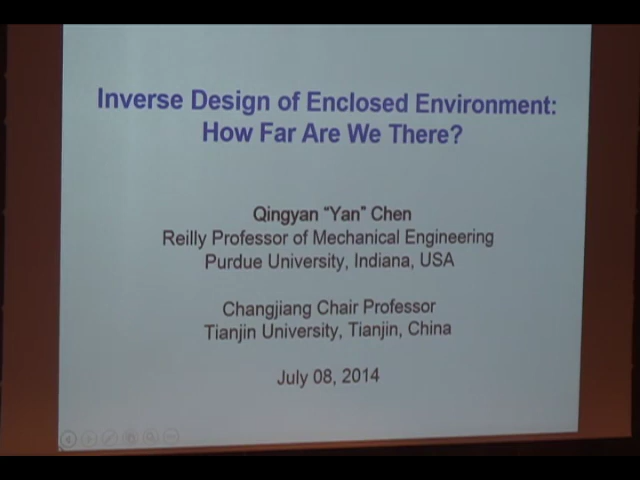 Inverse Design of Enclosed Environment:
How Far Are We There?
Qingyan "Yan" Chen
Reilly Professor of Mechanical Engineering
Purdue University, Indiana, USA
Changjiang Chair Professor
Tianjin University, Tianjin, China
July 08, 2014